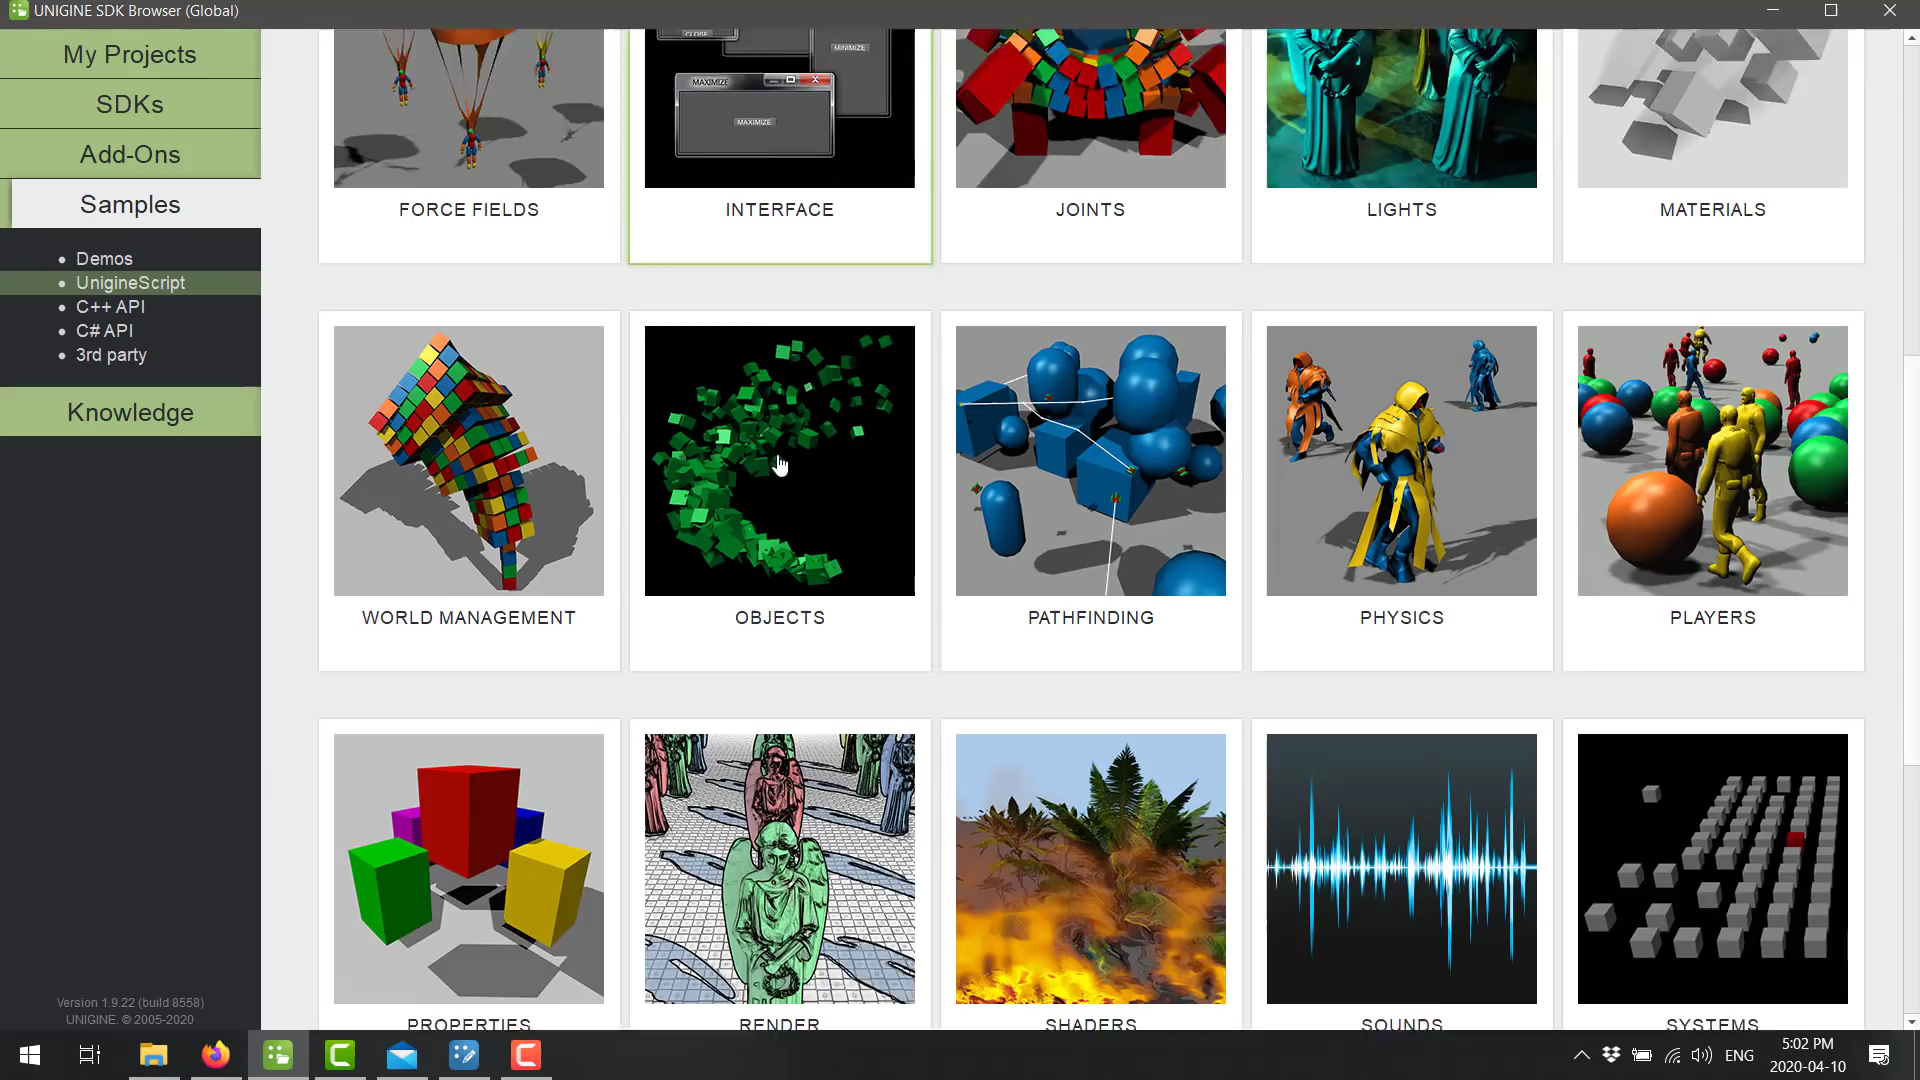 UNIGINE SDK Browser (Global)
My Projects
SDKs
Add-Ons
Samples
Demos
UnigineScript
C++ API
C# API
3rd party
Knowledge
CLOSE
MINIMIZE
MAXIMIZE
MAXIMIZE
FORCE FIELDS
INTERFACE
JOINTS
LIGHTS
MATERIALS
WORLD MANAGEMENT
OBJECTS
PATHFINDING
PHYSICS
PLAYERS
PROPERTIES
RENDER
SHADERS
SOUNDS
SYSTEMS
Version 1.9.22 (build 8558)
UNIGINE. © 2005-2020
ENG
5:02 PM
2020-04-10